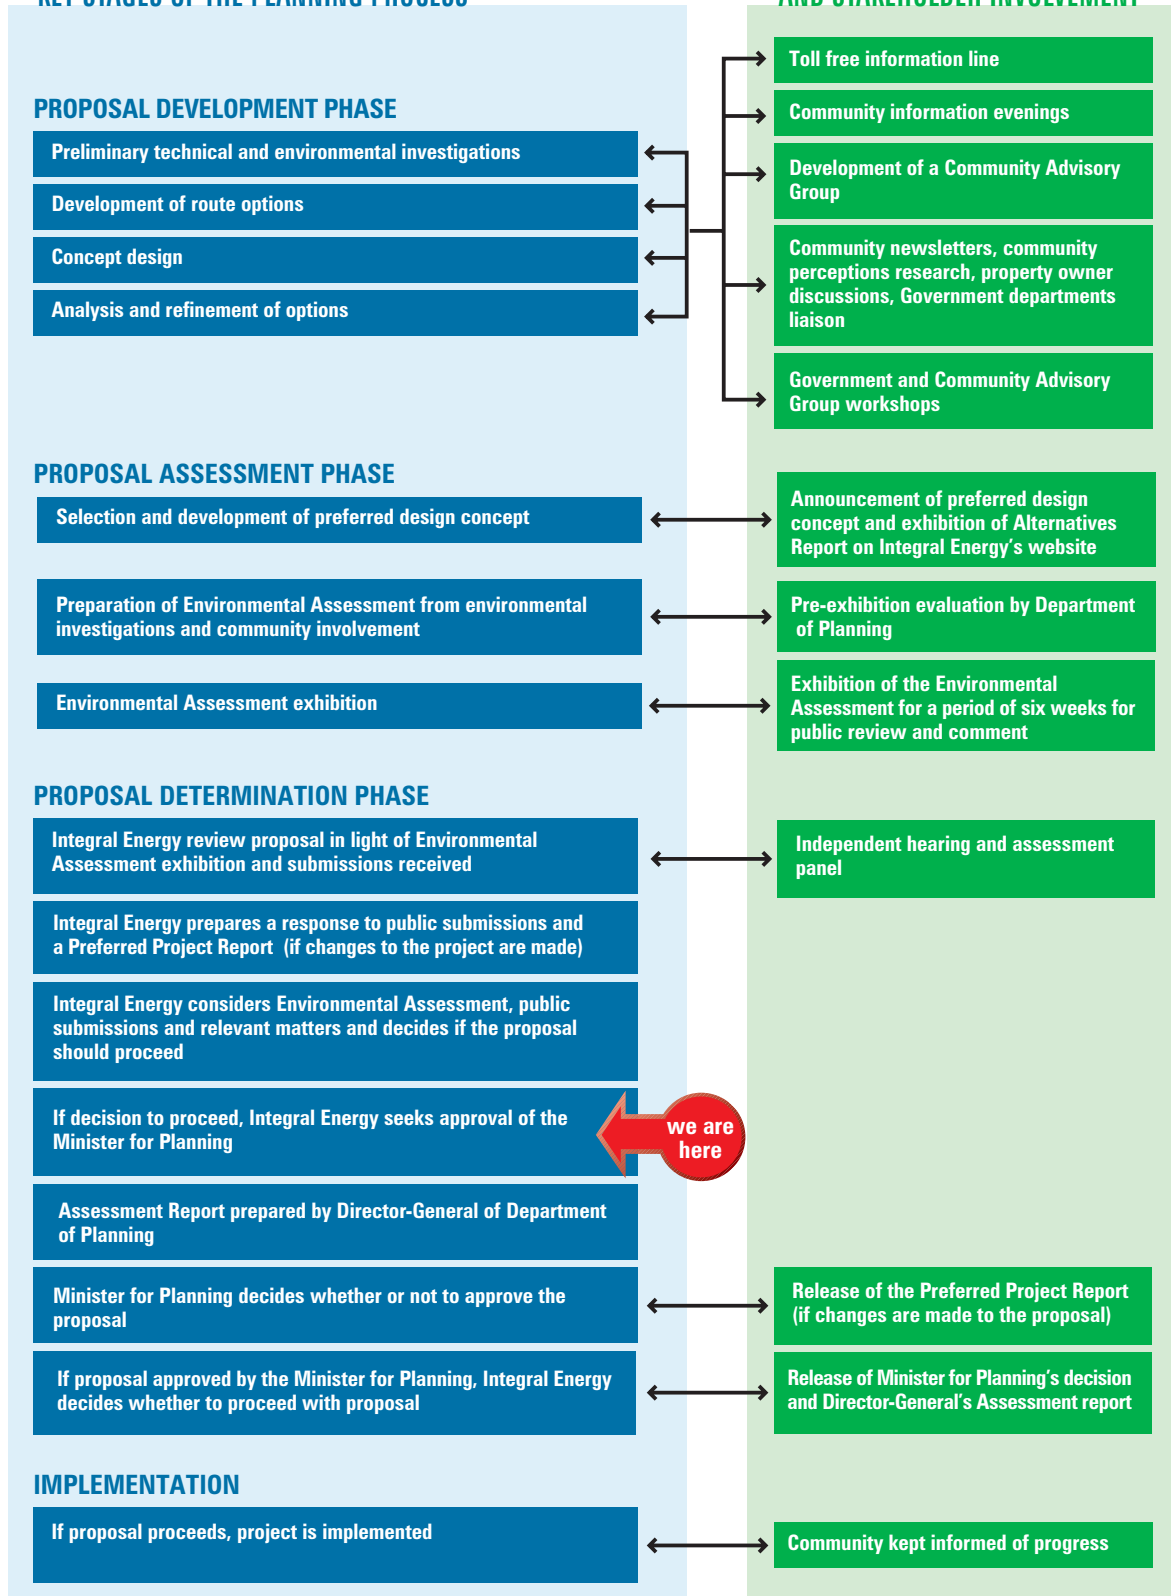 KEY STAGES OF THE PLANNING PROCESS
AND STAKEHOLDER INVOLVEMENT
PROPOSAL DEVELOPMENT PHASE
Preliminary technical and environmental investigations
Development of route options
Concept design
Analysis and refinement of options
Toll free information line
Community information evenings
Development of a Community Advisory
Group
Community newsletters, community
perceptions research, property owner
discussions, Government departments
liaison
Government and Community Advisory
Group workshops
PROPOSAL ASSESSMENT PHASE
Selection and development of preferred design concept
Announcement of preferred design
concept and exhibition of Alternatives
Report on Integral Energy's website
Preparation of Environmental Assessment from environmental
investigations and community involvement
Pre-exhibition evaluation by Department
of Planning
Environmental Assessment exhibition
Exhibition of the Environmental
Assessment for a period of six weeks for
public review and comment
PROPOSAL DETERMINATION PHASE
Integral Energy review proposal in light of Environmental
Assessment exhibition and submissions received
Independent hearing and assessment
panel
Integral Energy prepares a response to public submissions and
a Preferred Project Report (if changes to the project are made)
Integral Energy considers Environmental Assessment, public
submissions and relevant matters and decides if the proposal
should proceed
If decision to proceed, Integral Energy seeks approval of the
Minister for Planning
we are
here
Assessment Report prepared by Director-General of Department
of Planning
Minister for Planning decides whether or not to approve the
proposal
Release of the Preferred Project Report
(if changes are made to the proposal)
If proposal approved by the Minister for Planning, Integral Energy
decides whether to proceed with proposal
Release of Minister for Planning's decision
and Director-General's Assessment report
IMPLEMENTATION
If proposal proceeds, project is implemented
Community kept informed of progress